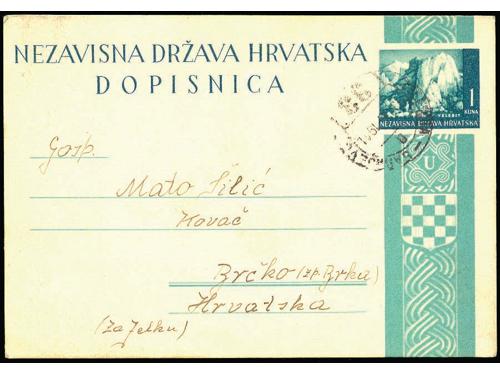 NEZAVISNA DRŽAVA HRVATSKA
DOPISNICA
VELEBIT
1
KUNA
NEZAVISNA DRŽAVA HRVATSKA
U
Gosp.
Mato Šilić
Kovač
Brčko (zp. Brka)
Hrvatska
(za Jelku)